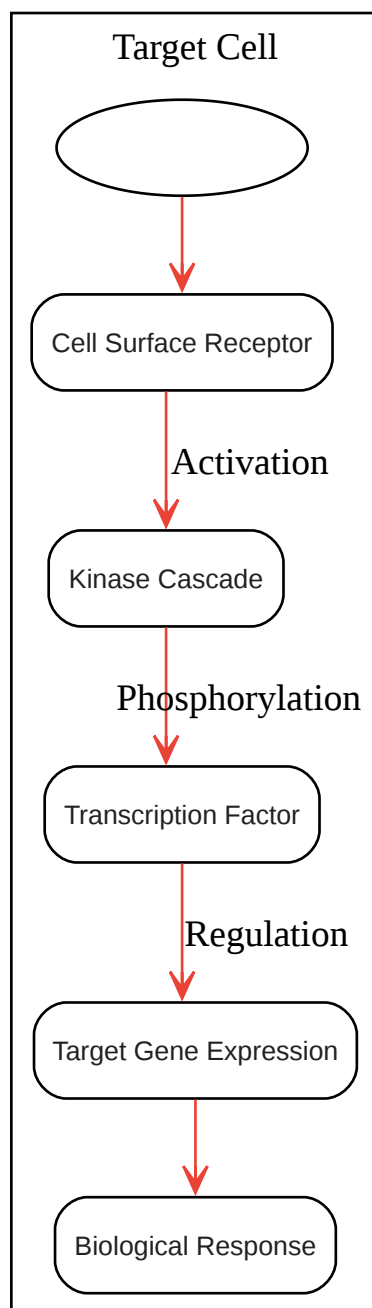 Target Cell
Cell Surface Receptor
Activation
Kinase Cascade
Phosphorylation
Transcription Factor
Regulation
Target Gene Expression
Biological Response